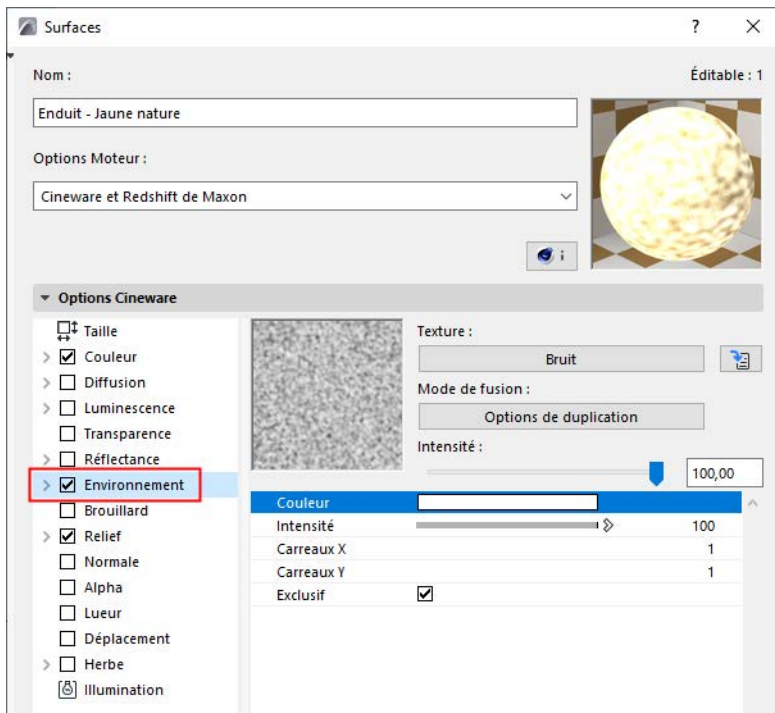 Surfaces
Nom :
Éditable : 1
Enduit - Jaune nature
Options Moteur :
Cineware et Redshift de Maxon
i
Options Cineware
Taille
Couleur
Diffusion
Luminescence
Transparence
Réflectance
Environnement
Brouillard
Relief
Normale
Alpha
Lueur
Déplacement
Herbe
Illumination
Texture :
Bruit
Mode de fusion :
Options de duplication
Intensité :
100,00
Couleur
Intensité 100
Carreaux X 1
Carreaux Y 1
Exclusif